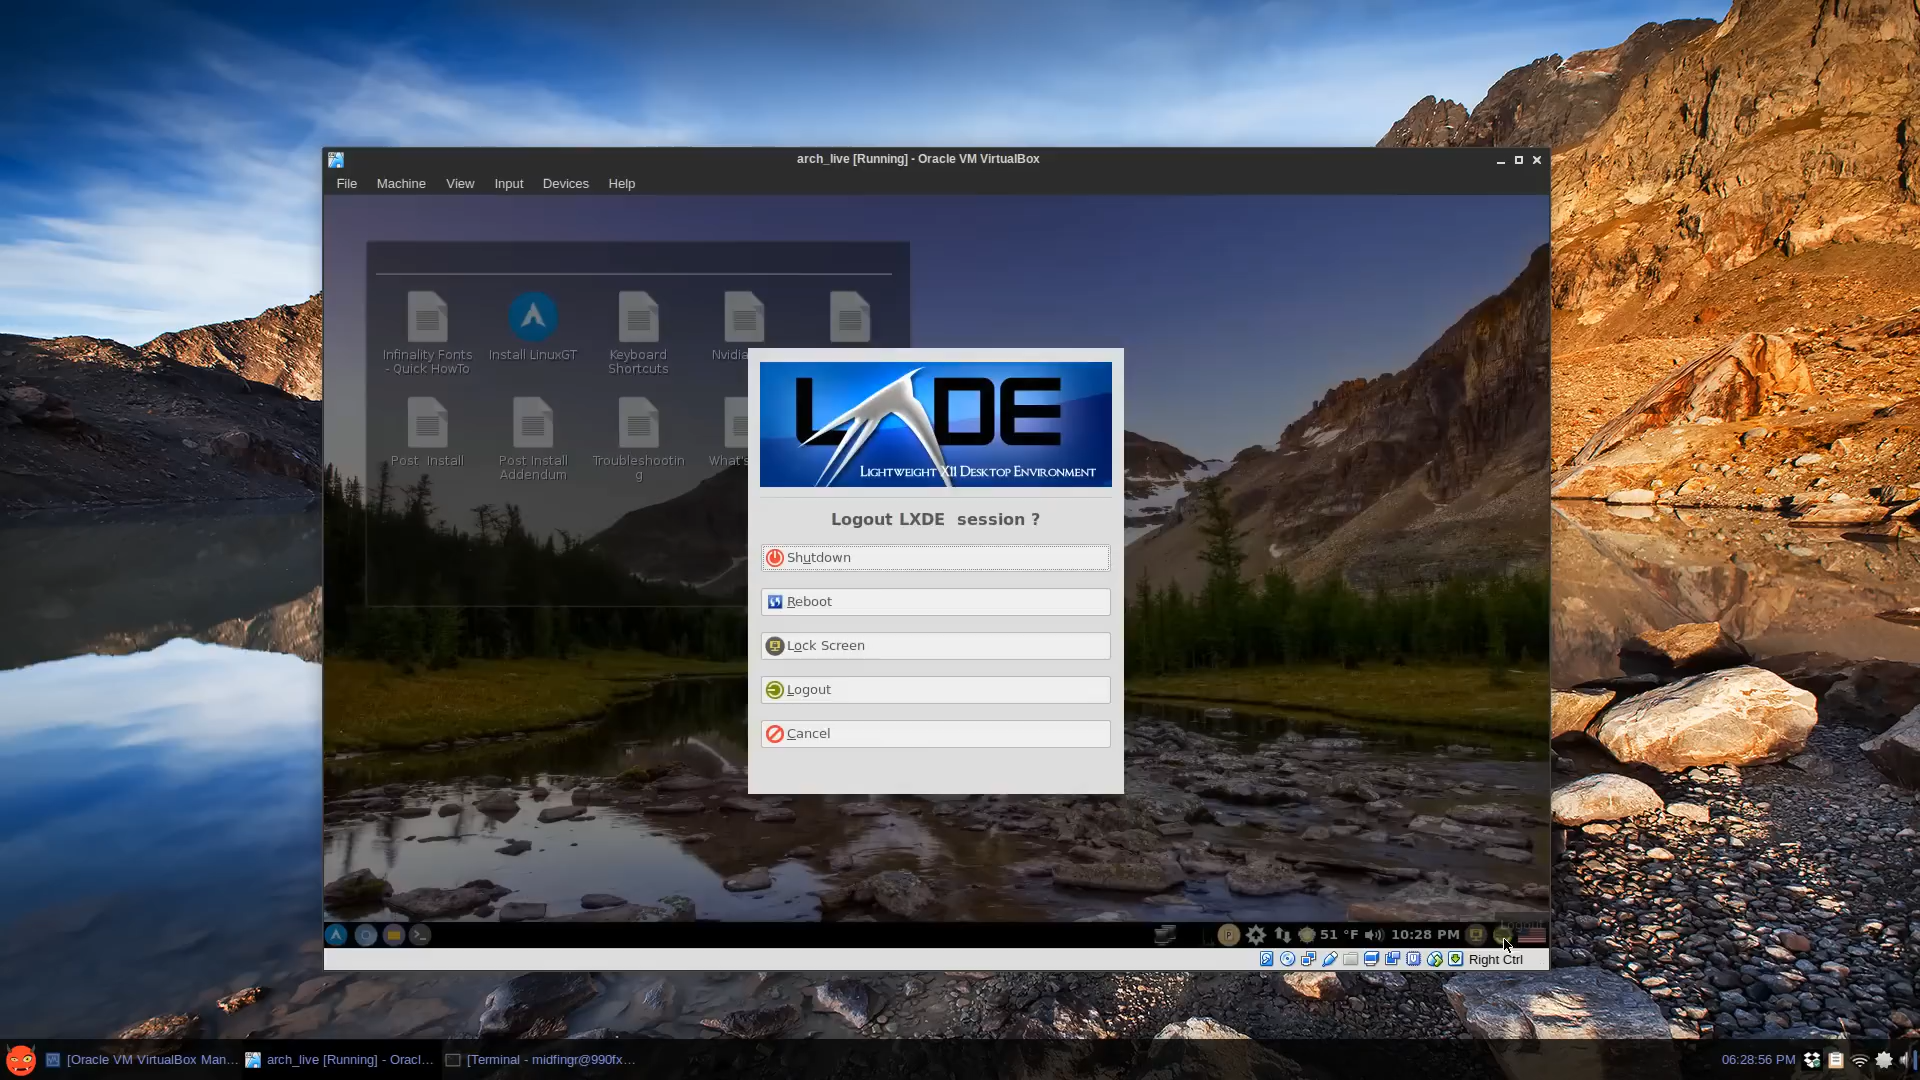 arch_live [Running] - Oracle VM VirtualBox
File Machine View Input Devices Help
Infinality Fonts
- Quick HowTo
Install LinuxGT
Keyboard
Shortcuts
Post Install
Post Install
Addendum
Troubleshootin
g
What's
LXDE
LIGHTWEIGHT X11 DESKTOP ENVIRONMENT
Logout LXDE session ?
Shutdown
Reboot
Lock Screen
Logout
Cancel
Logout
51 °F 10:28 PM
Right Ctrl
[Oracle VM VirtualBox Man... arch_live [Running] - Oracl... [Terminal - midfingr@990fx... 06:28:56 PM